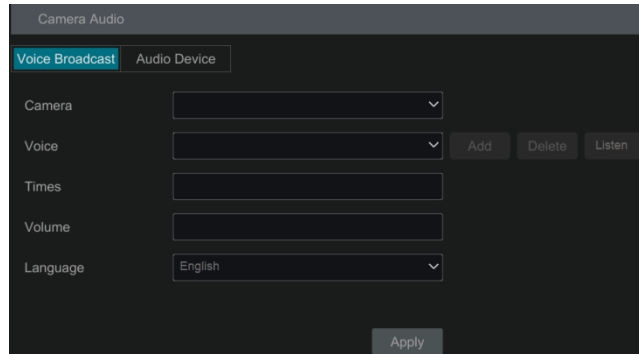 Camera Audio
Voice Broadcast Audio Device
Camera
Voice Add Delete Listen
Times
Volume
Language English
Apply